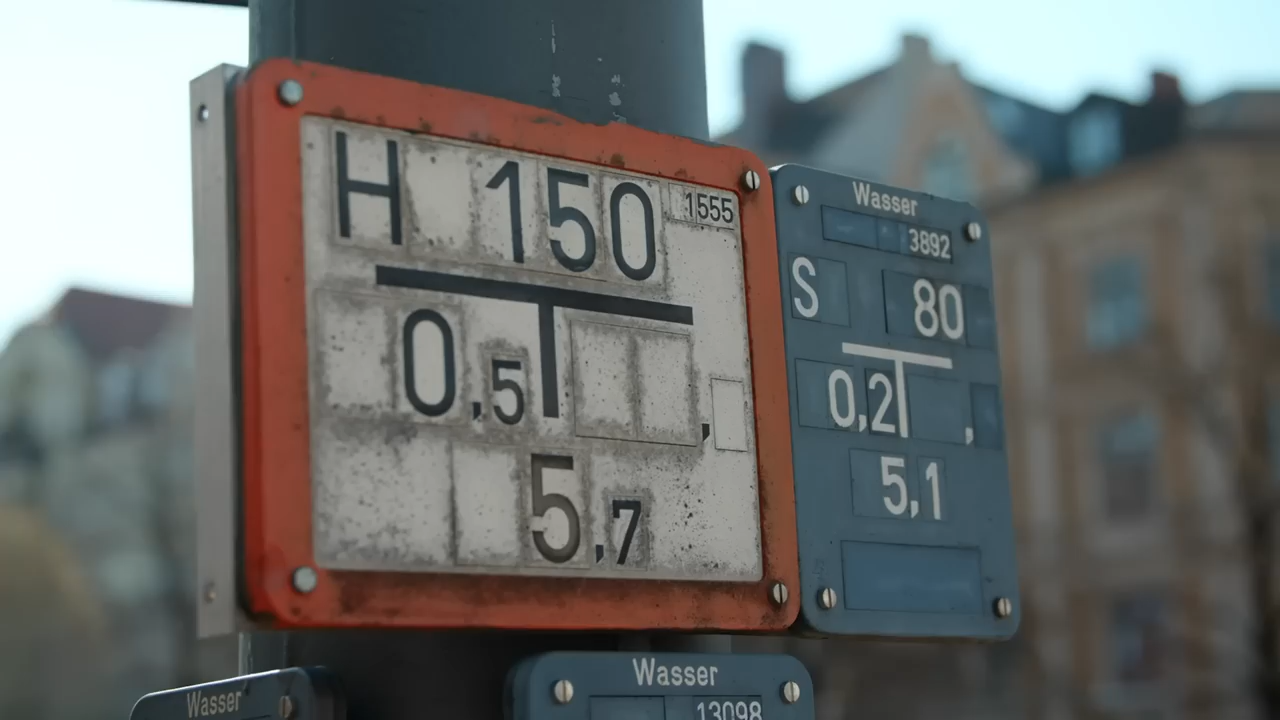 H 150 1555
0,5 ,
5,7
Wasser
3892
S 80
0,2 ,
5,1
Wasser
Wasser
13098